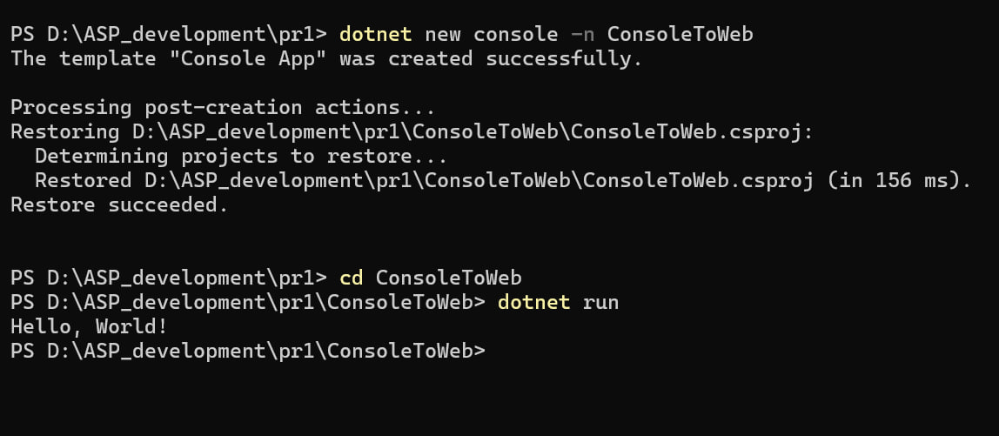 PS D:\ASP_development\pr1> dotnet new console -n ConsoleToWeb
The template "Console App" was created successfully.

Processing post-creation actions...
Restoring D:\ASP_development\pr1\ConsoleToWeb\ConsoleToWeb.csproj:
  Determining projects to restore...
  Restored D:\ASP_development\pr1\ConsoleToWeb\ConsoleToWeb.csproj (in 156 ms).
Restore succeeded.

PS D:\ASP_development\pr1> cd ConsoleToWeb
PS D:\ASP_development\pr1\ConsoleToWeb> dotnet run
Hello, World!
PS D:\ASP_development\pr1\ConsoleToWeb>